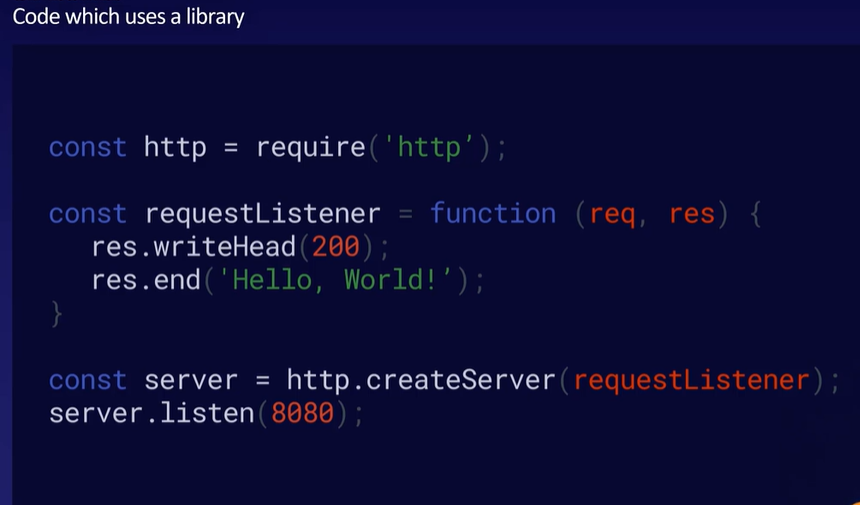 Code which uses a library
const http = require('http’);
const requestListener = function (req, res) {
res.writeHead(200);
res.end('Hello, World!’);
}
const server = http.createServer(requestListener);
server.listen(8080);